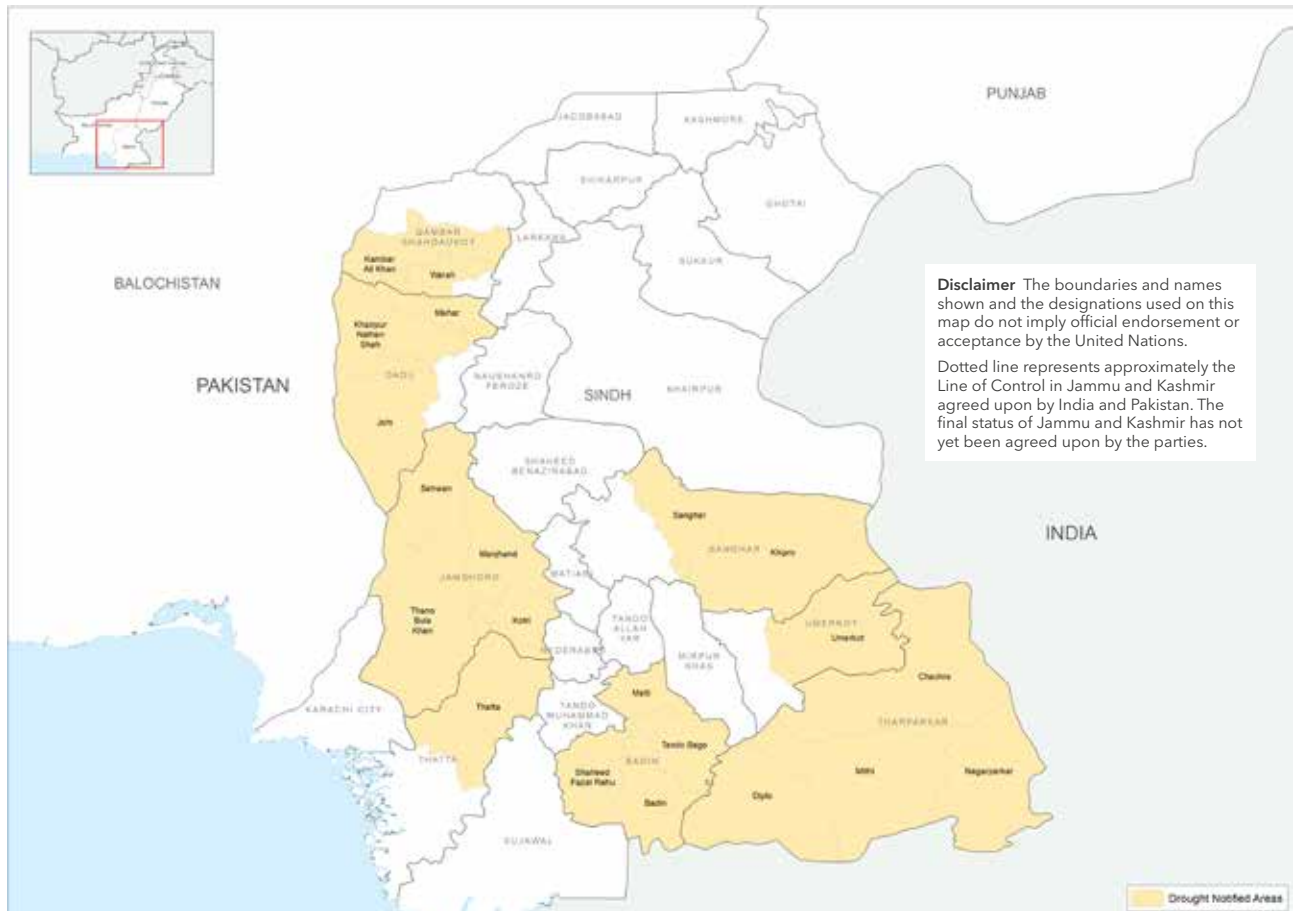 PUNJAB
JACOBABAD
KASHMORE
SHIKARPUR
GHOTKI
QAMBAR
SHAHDADKOT
LARKANA
SUKKUR
Kambar
Ali Khan
Warah
BALOCHISTAN
Mehar
Khairpur
Nathan
Shah
DADU
NAUSHAHRO
FEROZE
PAKISTAN
SINDH
KHAIRPUR
Johi
Disclaimer The boundaries and names
shown and the designations used on this
map do not imply official endorsement or
acceptance by the United Nations.
Dotted line represents approximately the
Line of Control in Jammu and Kashmir
agreed upon by India and Pakistan. The
final status of Jammu and Kashmir has not
yet been agreed upon by the parties.
SHAHEED
BENAZIRABAD
Sehwan
Sanghar
SANGHAR
Khipro
INDIA
Manjhand
JAMSHORO
MATIARI
Thano
Bula
Khan
Kotri
TANDO
ALLAH
YAR
UMERKOT
Umerkot
HYDERABAD
MIRPUR
KHAS
Chachro
Matli
Thatta
KARACHI CITY
TANDO
MUHAMMAD
KHAN
THARPARKAR
Tando Bago
THATTA
BADIN
Shaheed
Fazal Rahu
Mithi
Nagarparkar
Badin
Diplo
SUJAWAL
Drought Notified Areas